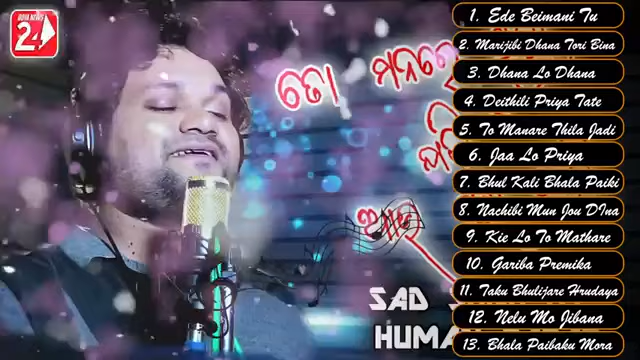 ODIA NEWS
24
ତୋ ମନରେ
SAD
HUMA
1. Ede Beimani Tu
2. Marijibi Dhana Tori Bina
3. Dhana Lo Dhana
4. Deithili Priya Tate
5. To Manare Thila Jadi
6. Jaa Lo Priya
7. Bhul Kali Bhala Paiki
8. Nachibi Mun Jou DIna
9. Kie Lo To Mathare
10. Gariba Premika
11. Taku Bhulijare Hrudaya
12. Nelu Mo Jibana
13. Bhala Paibaku Mora